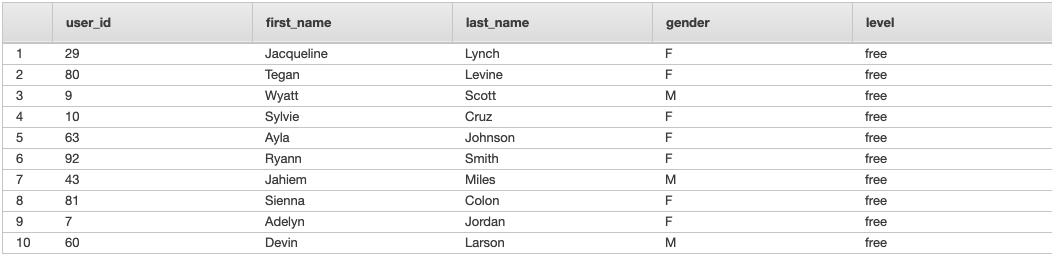 user_id first_name last_name gender level
1 29 Jacqueline Lynch F free
2 80 Tegan Levine F free
3 9 Wyatt Scott M free
4 10 Sylvie Cruz F free
5 63 Ayla Johnson F free
6 92 Ryann Smith F free
7 43 Jahiem Miles M free
8 81 Sienna Colon F free
9 7 Adelyn Jordan F free
10 60 Devin Larson M free